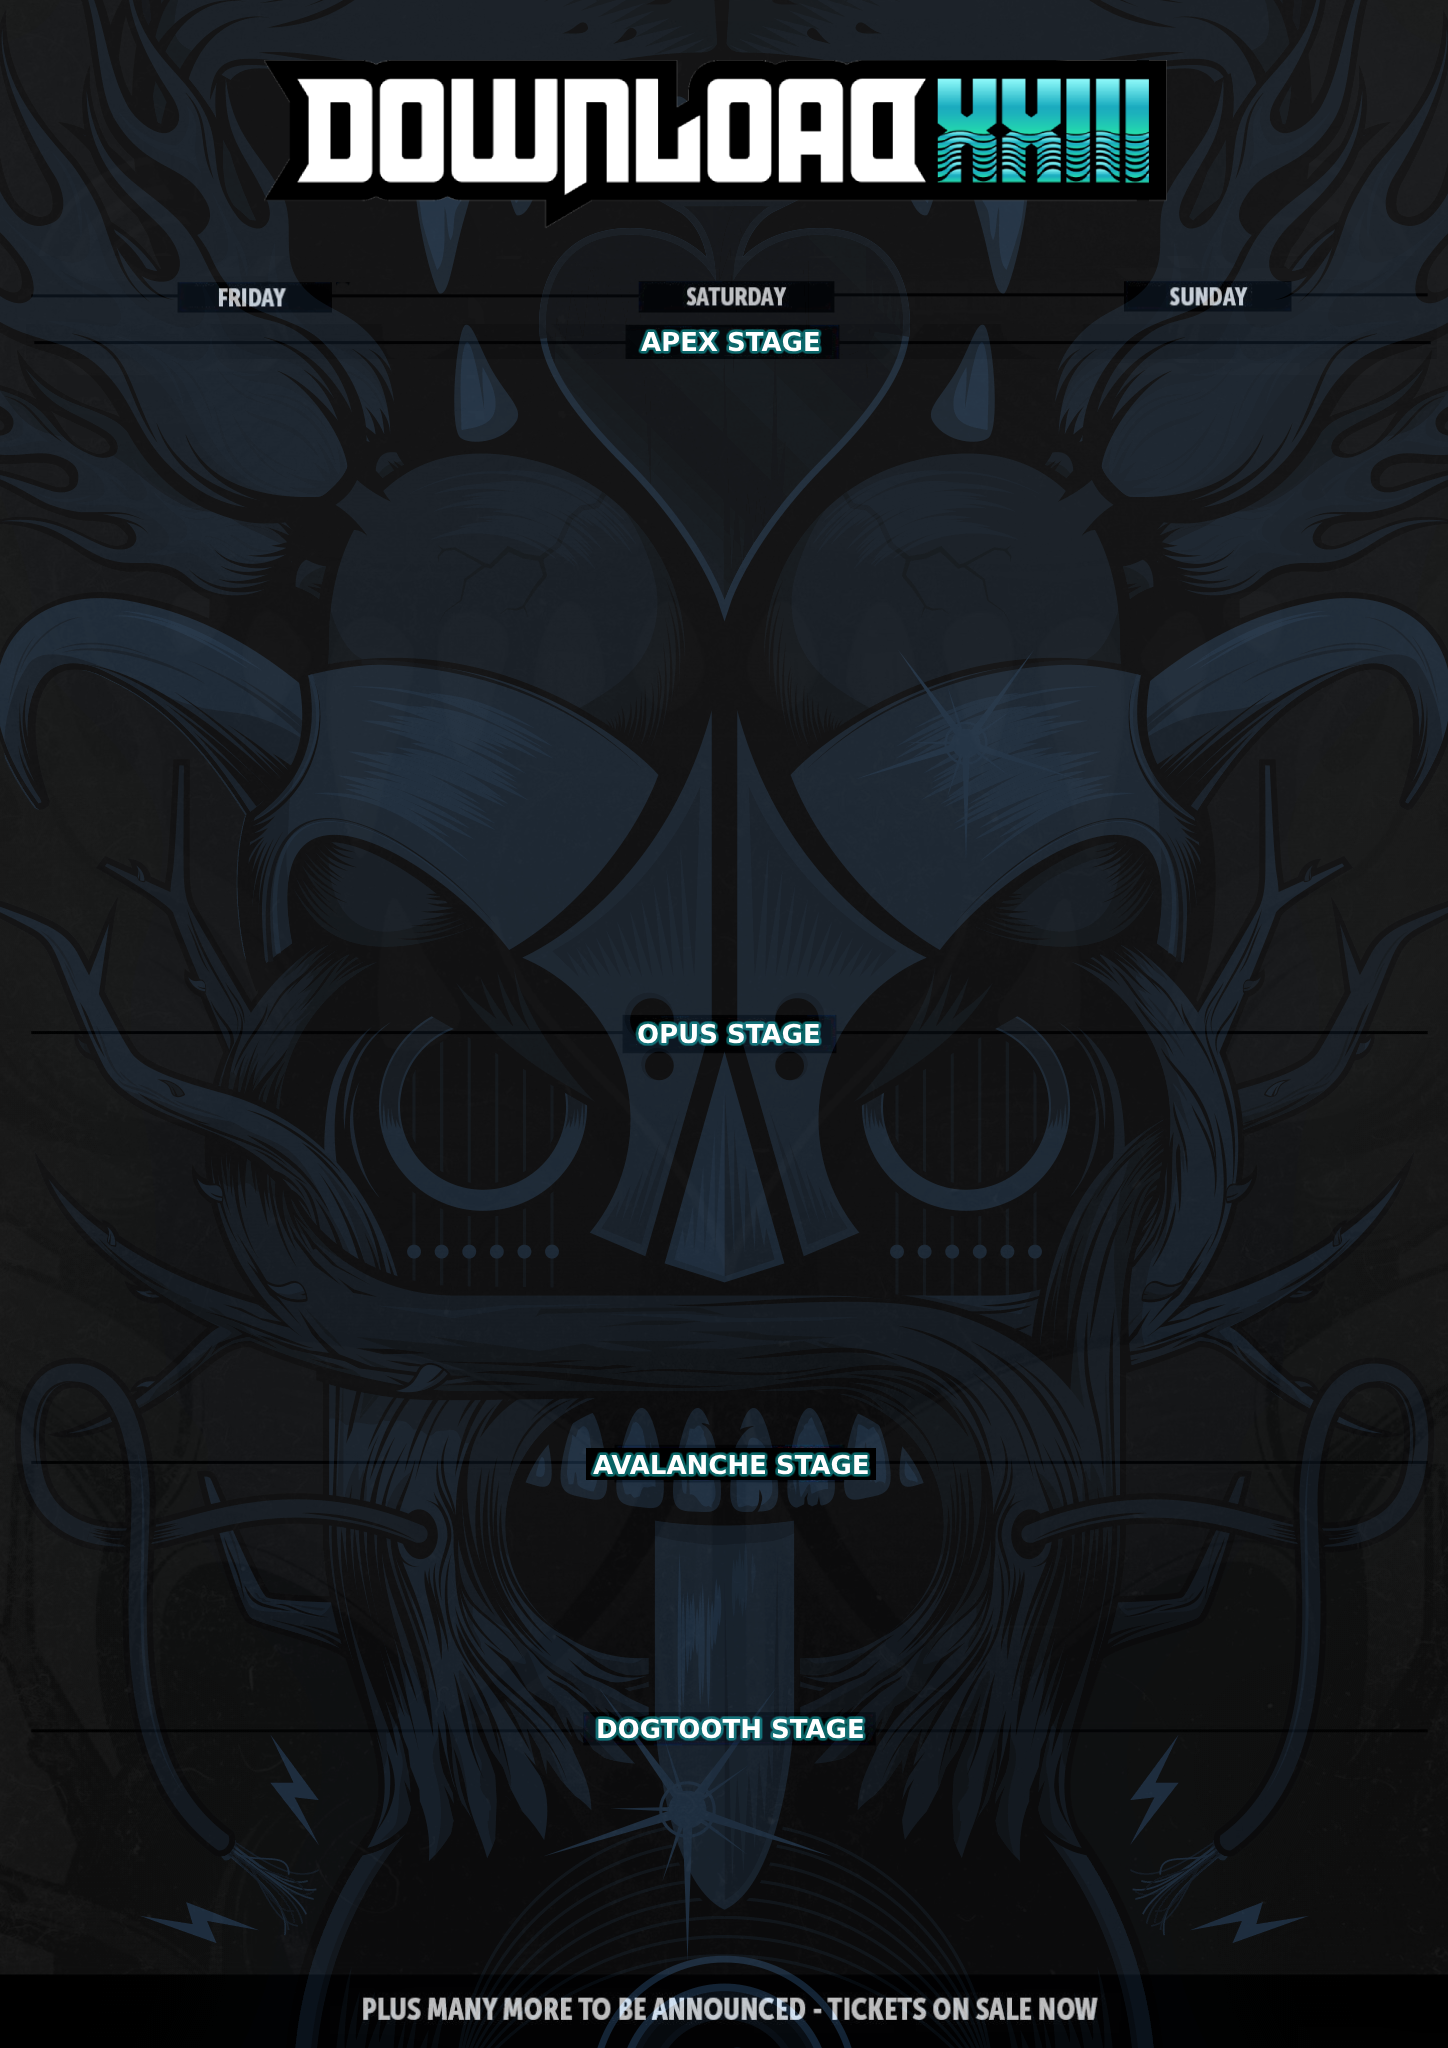 DOWNLOAD XXIII
FRIDAY SATURDAY SUNDAY
APEX STAGE
OPUS STAGE
AVALANCHE STAGE
DOGTOOTH STAGE
PLUS MANY MORE TO BE ANNOUNCED - TICKETS ON SALE NOW